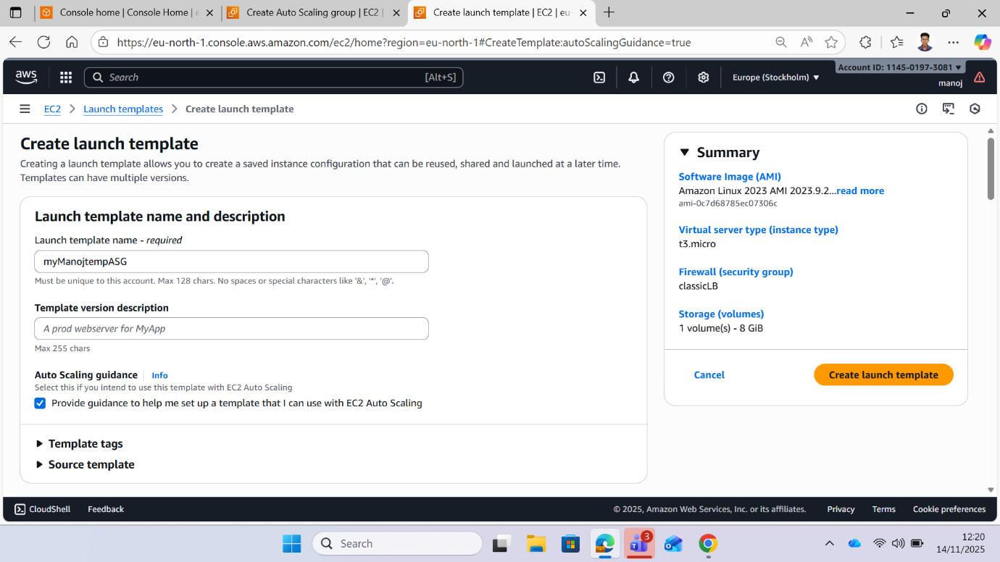 Console home | Console Home | e
Create Auto Scaling group | EC2 |
Create launch template | EC2 | eu-
https://eu-north-1.console.aws.amazon.com/ec2/home?region=eu-north-1#CreateTemplate:autoScalingGuidance=true
aws
Search
[Alt+S]
Europe (Stockholm)
Account ID: 1145-0197-3081
manoj
EC2
Launch templates
Create launch template
Create launch template
Creating a launch template allows you to create a saved instance configuration that can be reused, shared and launched at a later time.
Templates can have multiple versions.
Launch template name and description
Launch template name - required
myManojtempASG
Must be unique to this account. Max 128 chars. No spaces or special characters like '&', '*', '@'.
Template version description
A prod webserver for MyApp
Max 255 chars
Auto Scaling guidance
Info
Select this if you intend to use this template with EC2 Auto Scaling
Provide guidance to help me set up a template that I can use with EC2 Auto Scaling
Template tags
Source template
Summary
Software Image (AMI)
Amazon Linux 2023 AMI 2023.9.2...read more
ami-0c7d68785ec07306c
Virtual server type (instance type)
t3.micro
Firewall (security group)
classicLB
Storage (volumes)
1 volume(s) - 8 GiB
Cancel
Create launch template
CloudShell
Feedback
© 2025, Amazon Web Services, Inc. or its affiliates.
Privacy
Terms
Cookie preferences
Search
3
12:20
14/11/2025